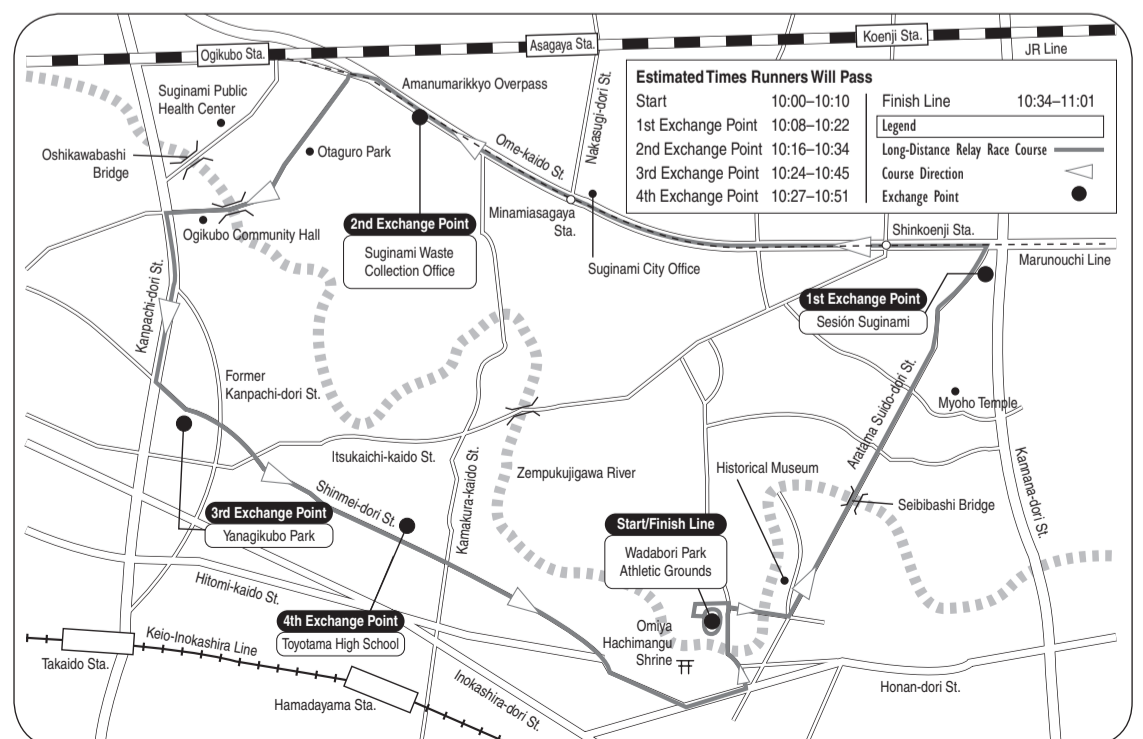 Ogikubo Sta.
Asagaya Sta.
Koenji Sta.
JR Line
Suginami Public
Health Center
Amanumarikkyo Overpass
Nakasugi-dori St.
Estimated Times Runners Will Pass
Start 10:00–10:10
1st Exchange Point 10:08–10:22
2nd Exchange Point 10:16–10:34
3rd Exchange Point 10:24–10:45
4th Exchange Point 10:27–10:51
Finish Line 10:34–11:01
Legend
Long-Distance Relay Race Course
Course Direction
Exchange Point
Oshikawabashi
Bridge
Otaguro Park
Ome-kaido St.
Minamiasagaya
Sta.
2nd Exchange Point
Suginami Waste
Collection Office
Ogikubo Community Hall
Suginami City Office
Shinkoenji Sta.
Marunouchi Line
1st Exchange Point
Sesión Suginami
Kanpachi-dori St.
Former
Kanpachi-dori St.
Myoho Temple
Aratama Suido-dori St.
Itsukaichi-kaido St.
Kamakura-kaido St.
Zempukujigawa River
Historical Museum
Kannana-dori St.
Seibibashi Bridge
Shinmei-dori St.
3rd Exchange Point
Yanagikubo Park
Start/Finish Line
Wadabori Park
Athletic Grounds
Hitomi-kaido St.
4th Exchange Point
Toyotama High School
Omiya
Hachimangu
Shrine
Keio-Inokashira Line
Takaido Sta.
Hamadayama Sta.
Inokashira-dori St.
Honan-dori St.